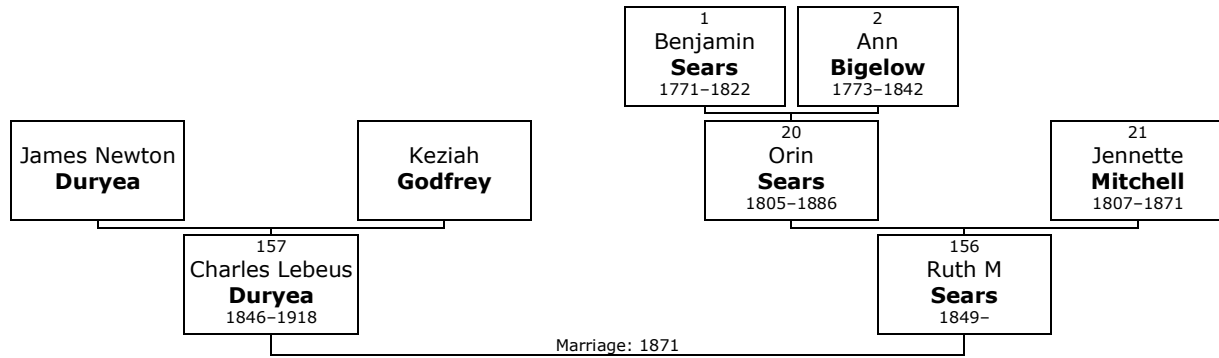 1
Benjamin
Sears
1771–1822
2
Ann
Bigelow
1773–1842
James Newton
Duryea
Keziah
Godfrey
20
Orin
Sears
1805–1886
21
Jennette
Mitchell
1807–1871
157
Charles Lebeus
Duryea
1846–1918
156
Ruth M
Sears
1849–
Marriage: 1871